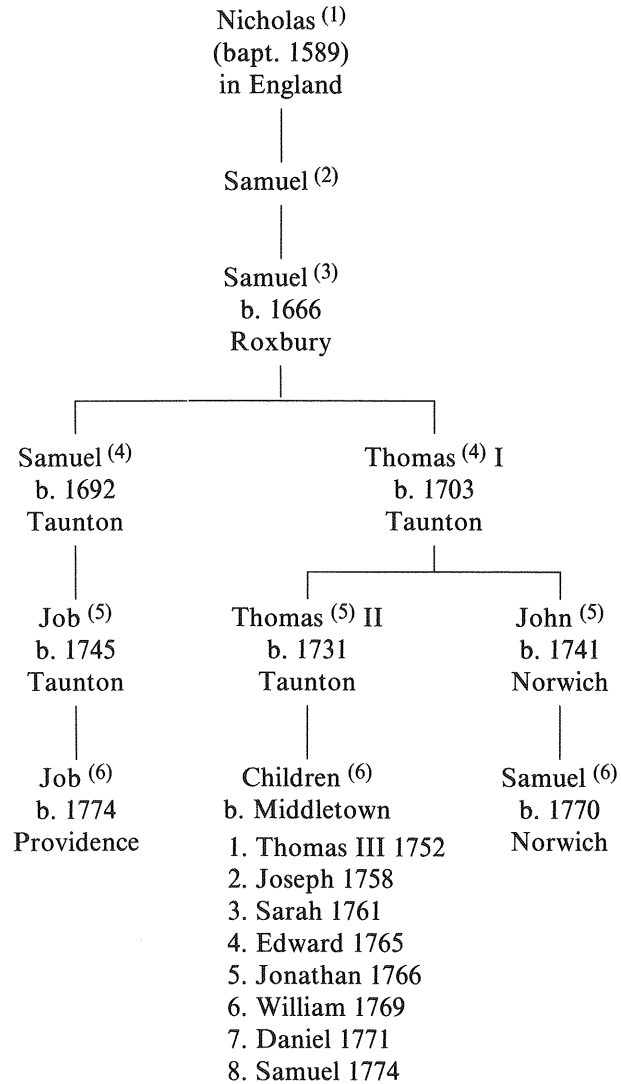 Nicholas (1)
(bapt. 1589)
in England
Samuel (2)
Samuel (3)
b. 1666
Roxbury
Samuel (4)
b. 1692
Taunton
Thomas (4) I
b. 1703
Taunton
Job (5)
b. 1745
Taunton
Thomas (5) II
b. 1731
Taunton
John (5)
b. 1741
Norwich
Job (6)
b. 1774
Providence
Children (6)
b. Middletown
1. Thomas III 1752
2. Joseph 1758
3. Sarah 1761
4. Edward 1765
5. Jonathan 1766
6. William 1769
7. Daniel 1771
8. Samuel 1774
Samuel (6)
b. 1770
Norwich